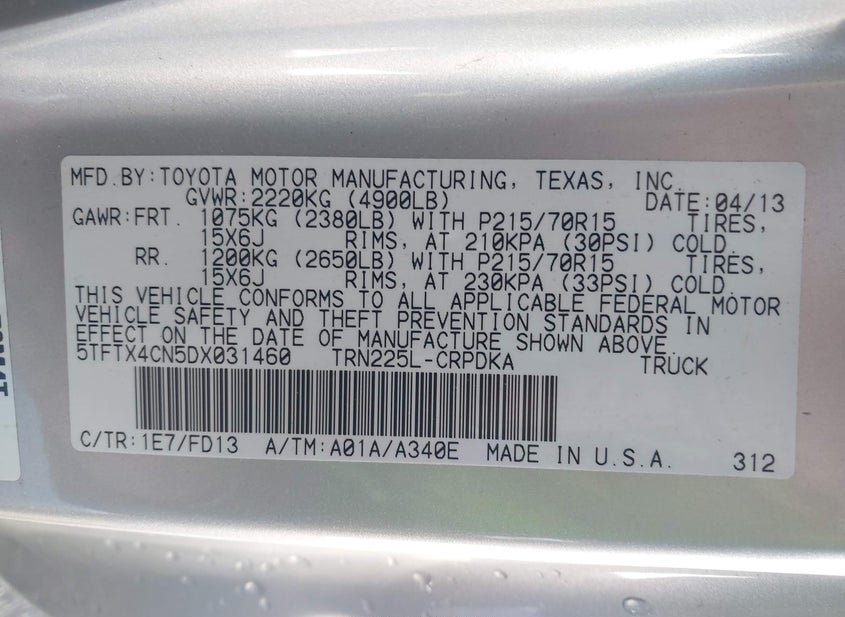 MFD.BY:TOYOTA MOTOR MANUFACTURING, TEXAS, INC.
GVWR:2220KG (4900LB) DATE:04/13
GAWR:FRT. 1075KG (2380LB) WITH P215/70R15 TIRES,
15X6J RIMS, AT 210KPA (30PSI) COLD
RR. 1200KG (2650LB) WITH P215/70R15 TIRES,
15X6J RIMS, AT 230KPA (33PSI) COLD
THIS VEHICLE CONFORMS TO ALL APPLICABLE FEDERAL MOTOR
VEHICLE SAFETY AND THEFT PREVENTION STANDARDS IN
EFFECT ON THE DATE OF MANUFACTURE SHOWN ABOVE.
5TFTX4CN5DX031460 TRN225L-CRPDKA TRUCK
C/TR:1E7/FD13 A/TM:A01A/A340E MADE IN U.S.A. 312